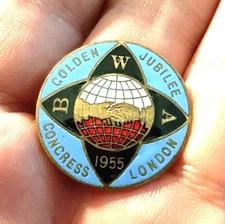 GOLDEN JUBILEE
B W A
CONGRESS LONDON
1955